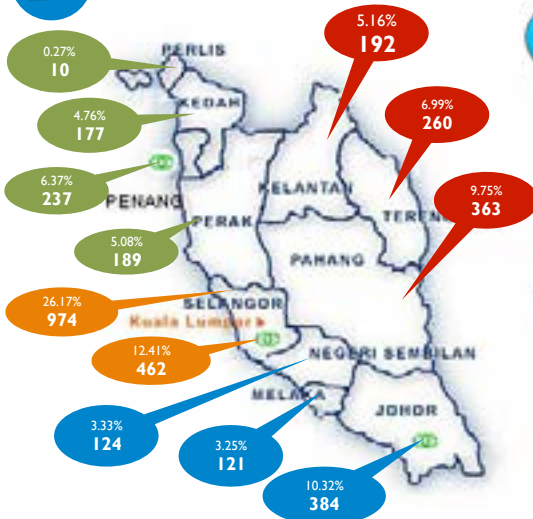 5.16%
192
0.27%
10
PERLIS
KEDAH
4.76%
177
6.99%
260
6.37%
237
PENANG
KELANTAN
9.75%
363
PERAK
TERENG
5.08%
189
PAHANG
26.17%
974
SELANGOR
Kuala Lumpur
12.41%
462
NEGERI SEMBILAN
MELAKA
JOHOR
3.33%
124
3.25%
121
10.32%
384